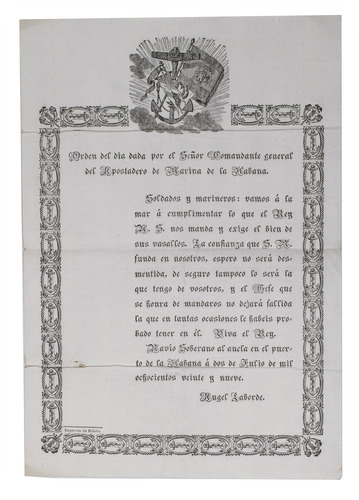 Orden del dia dada por el Señor Comandante general
del Apostadero de Marina de la Habana.
Soldados y marineros: vamos á la
mar á cumplimentar lo que el Rey
N. S. nos manda y exige el bien de
sus vasallos. La confianza que S. M.
funda en nosotros, espero no será des-
mentida, de seguro tampoco lo será la
que tengo de vosotros, y el Gefe que
se honra de mandaros no dejará fallida
la que en tantas ocasiones le habeis pro-
bado tener en él. Viva el Rey.
Navío Soberano al ancla en el puer-
to de la Habana á dos de Julio de mil
ochocientos veinte y nueve.
Angel Laborde.
Imprenta de